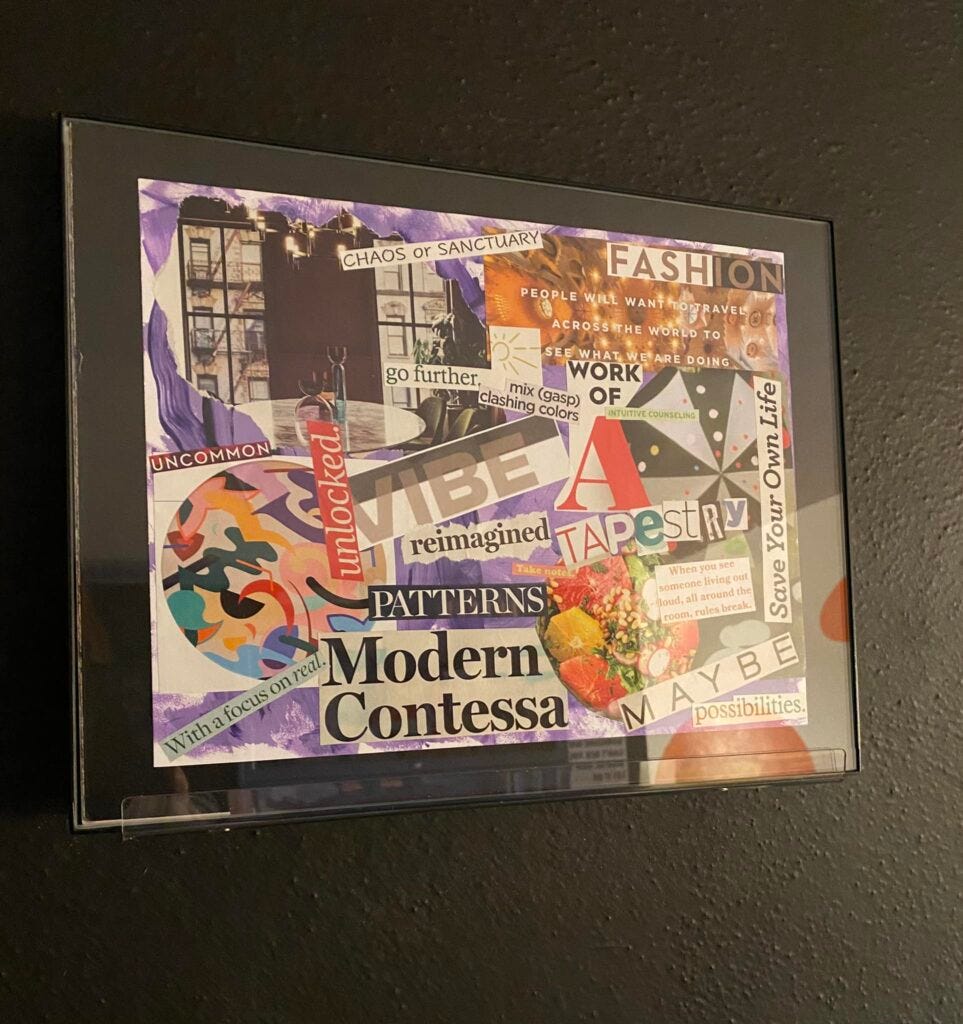 CHAOS or SANCTUARY
FASHION
PEOPLE WILL WANT TO TRAVEL
ACROSS THE WORLD TO
SEE WHAT WE ARE DOING
go further.
mix (gasp)
clashing colors
WORK
OF
INTUITIVE COUNSELING
A
TAPesTRy
Save Your Own Life
UNCOMMON
unlocked.
VIBE
reimagined
Take note.
When you see
someone living out
loud, all around the
room, rules break.
PATTERNS
Modern
Contessa
With a focus on real.
MAYBE
possibilities.